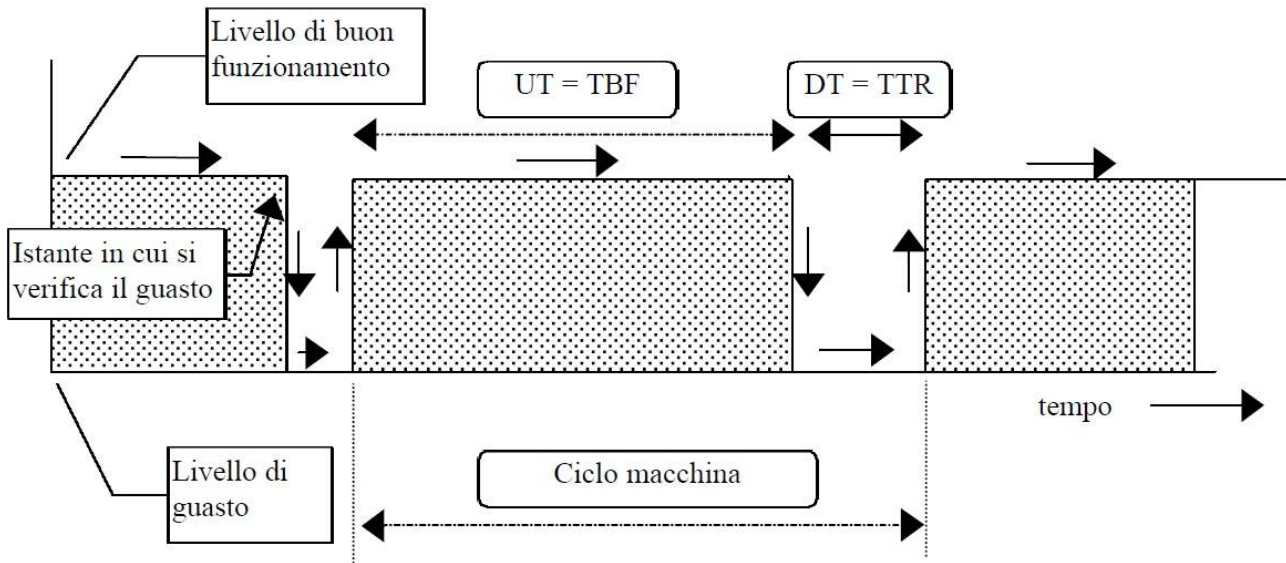 Livello di buon
funzionamento
UT = TBF
DT = TTR
Istante in cui si
verifica il guasto
tempo
Livello di
guasto
Ciclo macchina